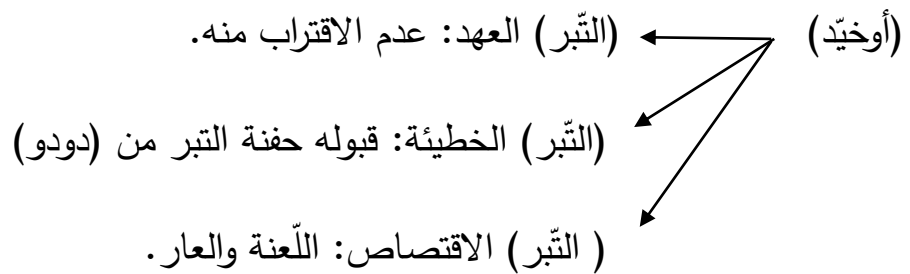 (أوخيّد) (التّبر) العهد: عدم الاقتراب منه.
(التّبر) الخطيئة: قبوله حفنة التبر من (دودو)
( التّبر) الاقتصاص: اللّعنة والعار.